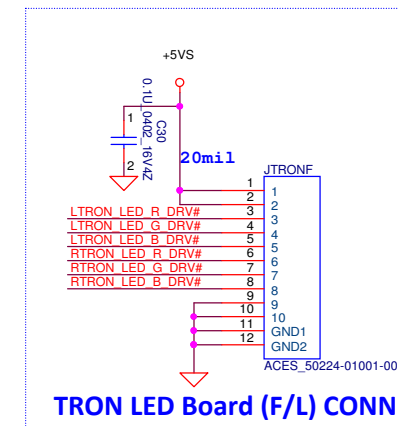 +5VS
0.1U_0402_16V4Z
C30
1
2
20mil
JTRONF
1 1
2 2
LTRON_LED_R_DRV# 3 3
LTRON_LED_G_DRV# 4 4
LTRON_LED_B_DRV# 5 5
RTRON_LED_R_DRV# 6 6
RTRON_LED_G_DRV# 7 7
RTRON_LED_B_DRV# 8 8
9 9
10 10
11 GND1
12 GND2
ACES_50224-01001-00
TRON LED Board (F/L) CONN